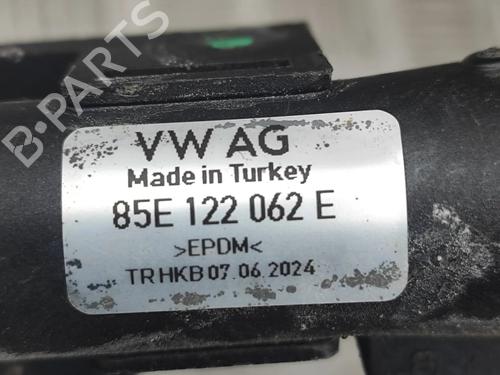 B-PARTS
VW AG
Made in Turkey
85E 122 062 E
>EPDM<
TR HKB 07.06.2024